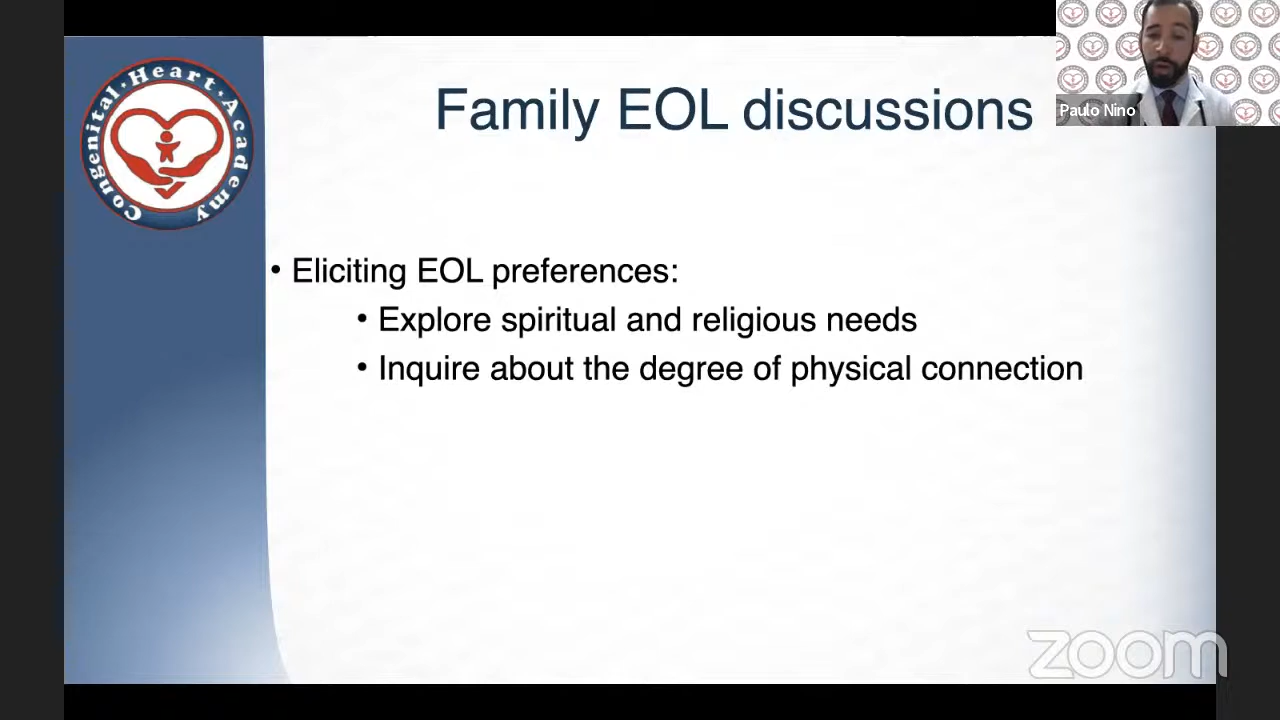 Congenital · Heart · Academy
Family EOL discussions
Paulo Nino
• Eliciting EOL preferences:
• Explore spiritual and religious needs
• Inquire about the degree of physical connection
zoom